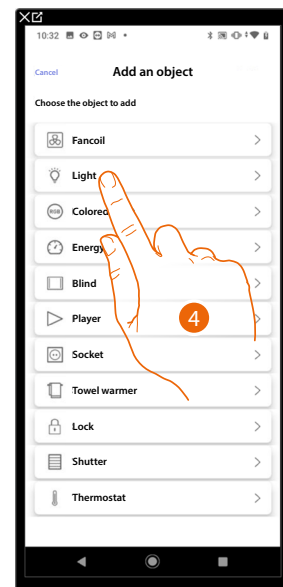 10:32
Cancel
Add an object
Choose the object to add
Fancoil
Light
RGB
Colored
Energy
Blind
Player
4
Socket
Towel warmer
Lock
Shutter
Thermostat